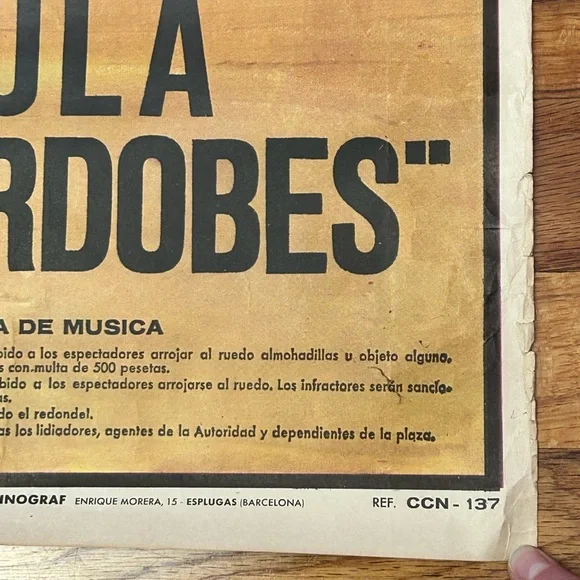 ULA
RDOBES"
A DE MUSICA
bido a los espectadores arrojar al ruedo almohadillas u objeto alguno.
s con multa de 500 pesetas.
bido a los espectadores arrojarse al ruedo. Los infractores serán sancio-
as.
do el redondel.
as los lidiadores, agentes de la Autoridad y dependientes de la plaza.
INOGRAF ENRIQUE MORERA, 15 - ESPLUGAS (BARCELONA) REF. CCN - 137